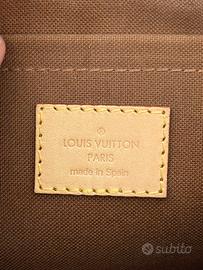 ®
LOUIS VUITTON
PARIS
made in Spain
subito